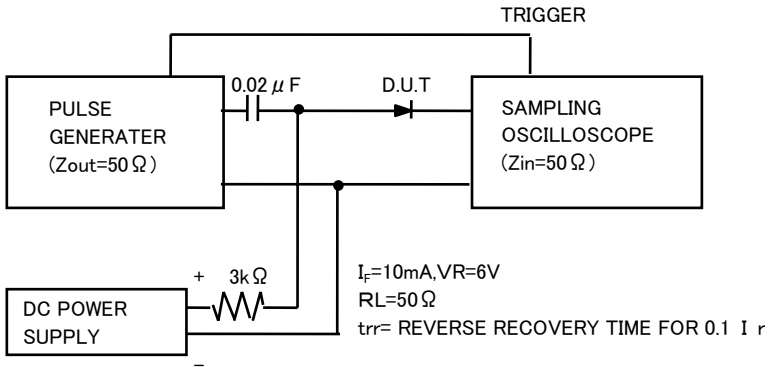 TRIGGER
0.02 μ F
D.U.T
PULSE
GENERATER
(Zout=50Ω)
SAMPLING
OSCILLOSCOPE
(Zin=50Ω)
+
3kΩ
DC POWER
SUPPLY
−
IF=10mA,VR=6V
RL=50Ω
trr= REVERSE RECOVERY TIME FOR 0.1 I r